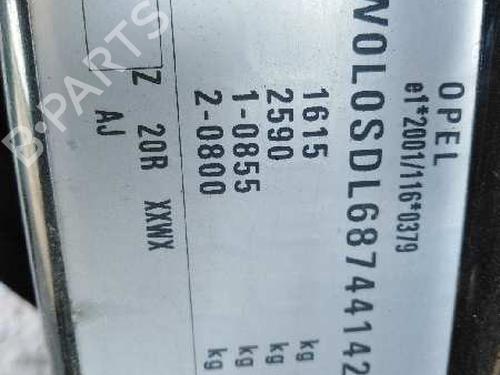 OPEL
e1*2001/116*0379
W0L0SDL68744142
1615 kg
2590 kg
1-0855 kg
2-0800 kg
Z 20R XXWX
AJ
B-PARTS